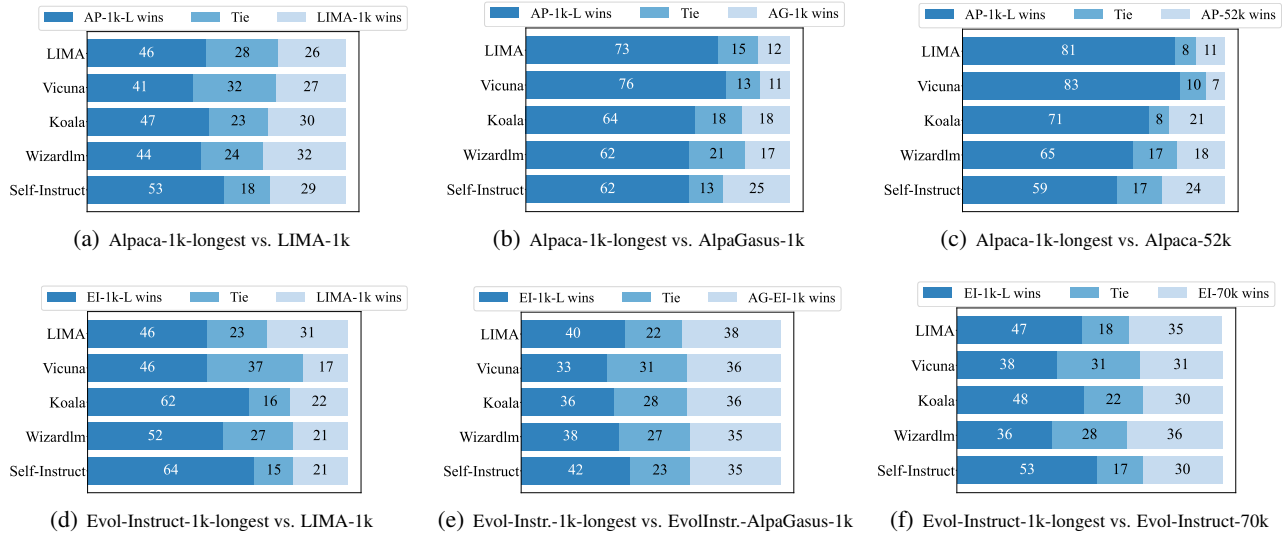 AP-1k-L wins Tie LIMA-1k wins
LIMA 46 28 26
Vicuna 41 32 27
Koala 47 23 30
Wizardlm 44 24 32
Self-Instruct 53 18 29
(a) Alpaca-1k-longest vs. LIMA-1k
AP-1k-L wins Tie AG-1k wins
LIMA 73 15 12
Vicuna 76 13 11
Koala 64 18 18
Wizardlm 62 21 17
Self-Instruct 62 13 25
(b) Alpaca-1k-longest vs. AlpaGasus-1k
AP-1k-L wins Tie AP-52k wins
LIMA 81 8 11
Vicuna 83 10 7
Koala 71 8 21
Wizardlm 65 17 18
Self-Instruct 59 17 24
(c) Alpaca-1k-longest vs. Alpaca-52k
EI-1k-L wins Tie LIMA-1k wins
LIMA 46 23 31
Vicuna 46 37 17
Koala 62 16 22
Wizardlm 52 27 21
Self-Instruct 64 15 21
(d) Evol-Instruct-1k-longest vs. LIMA-1k
EI-1k-L wins Tie AG-EI-1k wins
LIMA 40 22 38
Vicuna 33 31 36
Koala 36 28 36
Wizardlm 38 27 35
Self-Instruct 42 23 35
(e) Evol-Instr.-1k-longest vs. EvolInstr.-AlpaGasus-1k
EI-1k-L wins Tie EI-70k wins
LIMA 47 18 35
Vicuna 38 31 31
Koala 48 22 30
Wizardlm 36 28 36
Self-Instruct 53 17 30
(f) Evol-Instruct-1k-longest vs. Evol-Instruct-70k